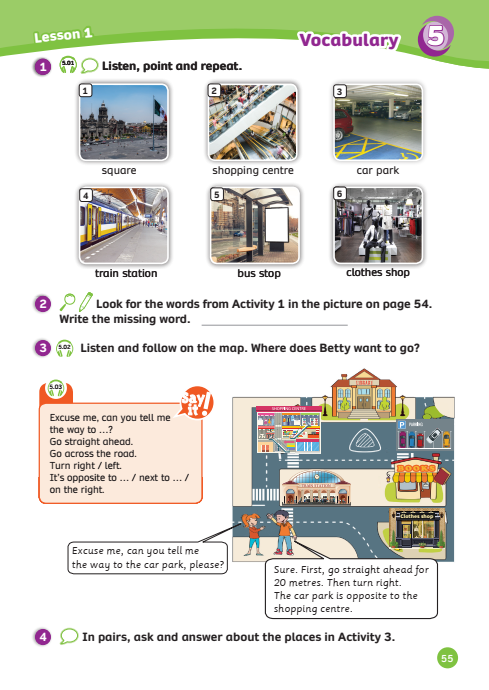 Lesson 1
Vocabulary 5
1 5.01 Listen, point and repeat.
1
2
3
square
shopping centre
car park
4
5
6
train station
bus stop
clothes shop
2 Look for the words from Activity 1 in the picture on page 54.
Write the missing word.
3 5.02 Listen and follow on the map. Where does Betty want to go?
5.03
say it!
Excuse me, can you tell me
the way to ...?
Go straight ahead.
Go across the road.
Turn right / left.
It's opposite to ... / next to ... /
on the right.
LIBRARY
SHOPPING CENTRE
P PARKING
BOOKS
TRAIN STATION
Clothes shop
Excuse me, can you tell me
the way to the car park, please?
Sure. First, go straight ahead for
20 metres. Then turn right.
The car park is opposite to the
shopping centre.
4 In pairs, ask and answer about the places in Activity 3.
55